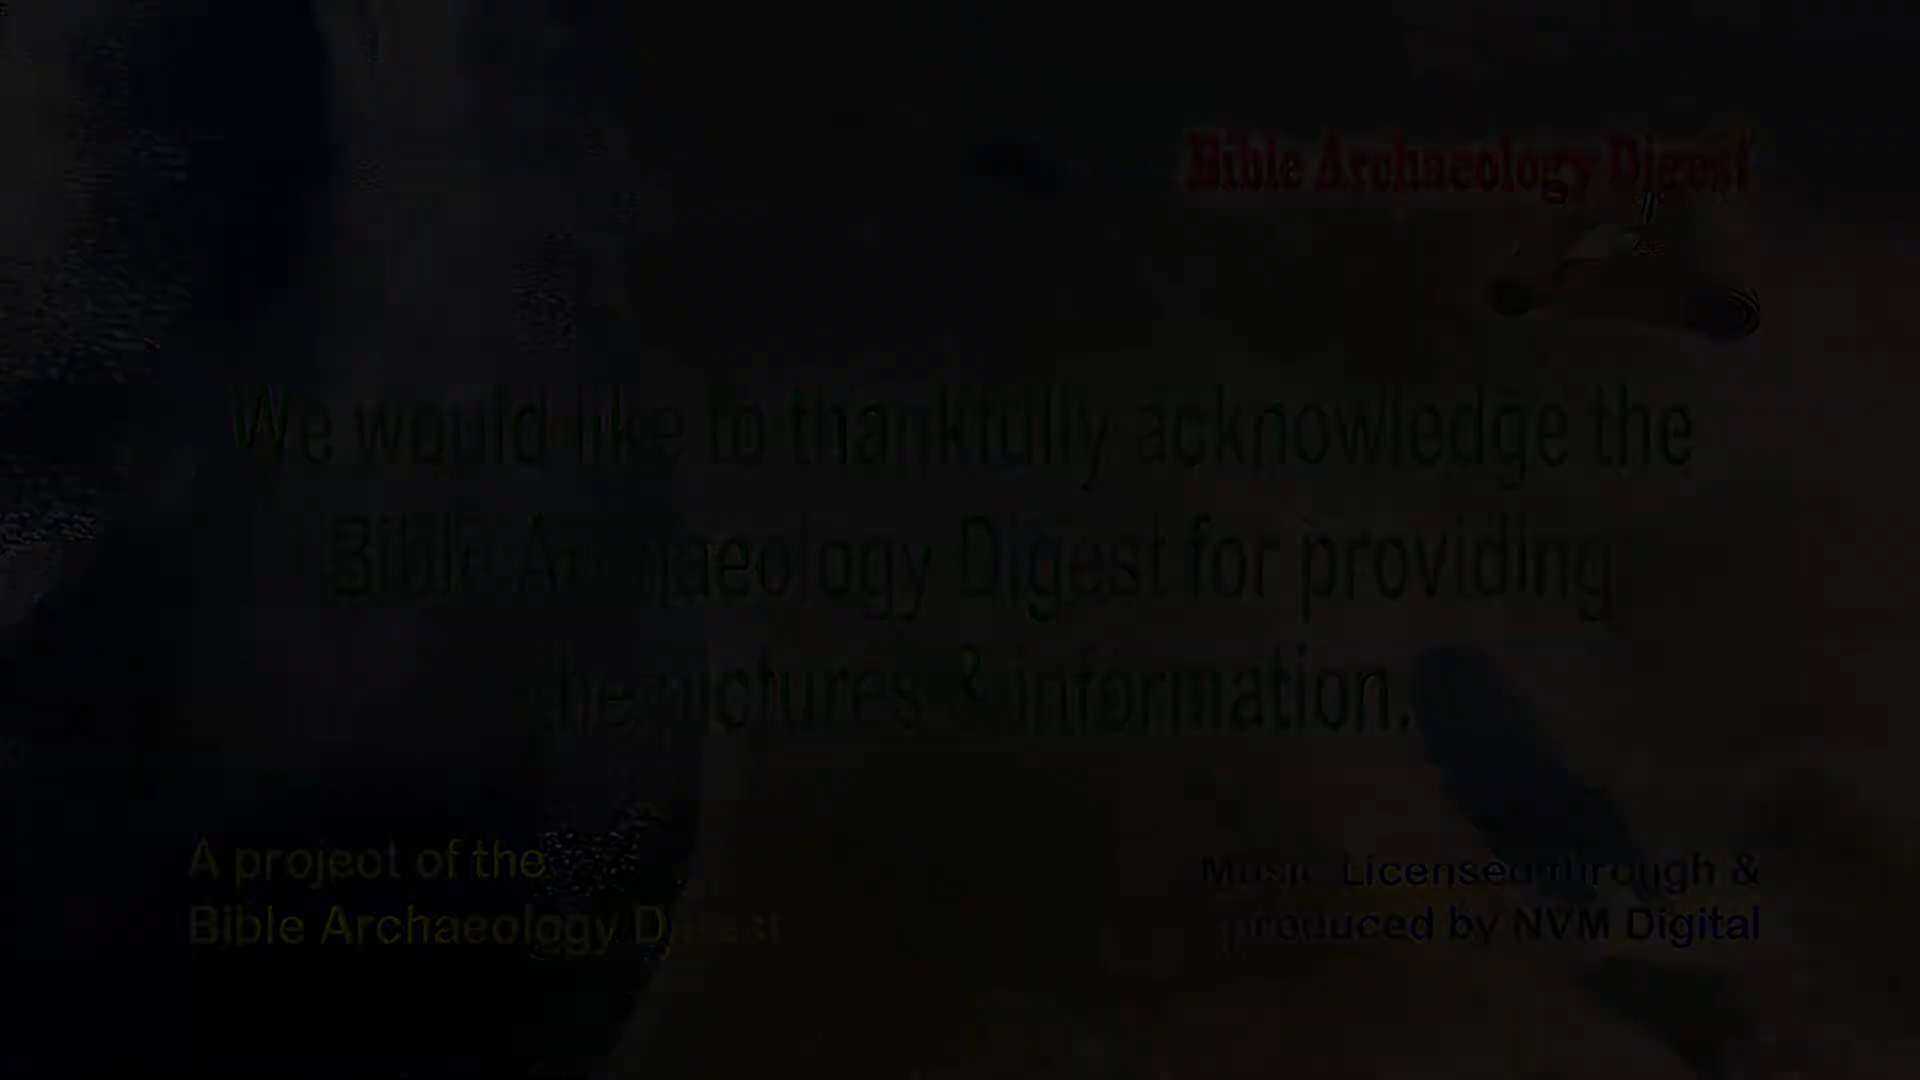 Bible Archaeology Digest
We would like to thankfully acknowledge the
Bible Archaeology Digest for providing
the pictures & information.
A project of the
Bible Archaeology Digest
Music Licensed through &
produced by NVM Digital